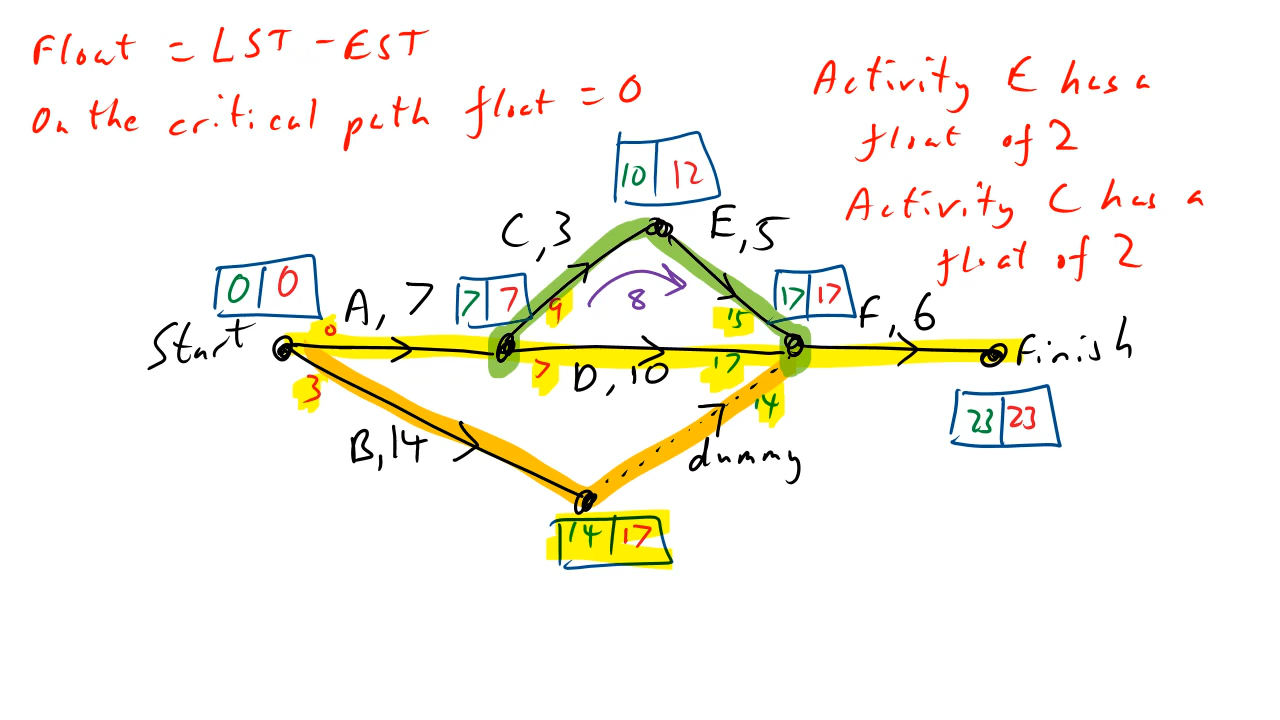 Float = LST - EST
On the critical path float = 0
Activity E has a
float of 2
Activity C has a
float of 2
10 12
C, 3
E, 5
0 0
A, 7
7 7
9
8
15
17 17
F, 6
Start
0
3
7
D, 10
17
14
Finish
23 23
B, 14
dummy
14 17